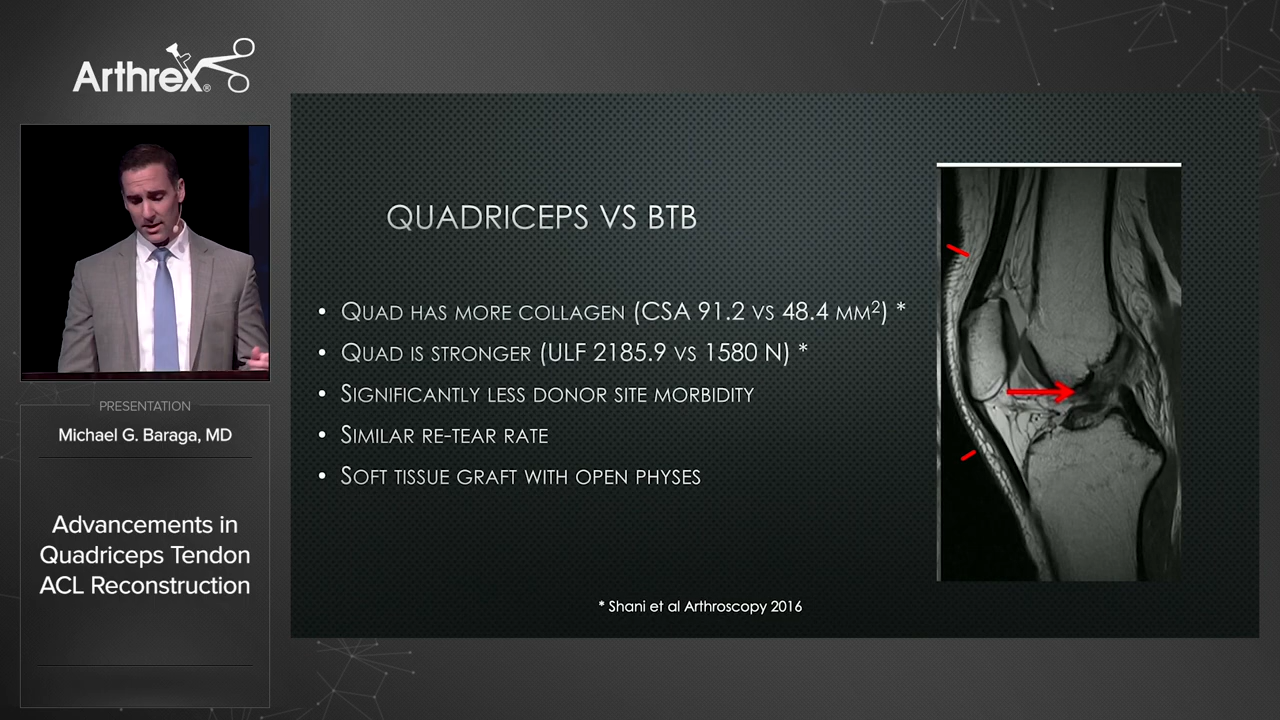 Arthrex®
PRESENTATION
Michael G. Baraga, MD
Advancements in
Quadriceps Tendon
ACL Reconstruction
QUADRICEPS VS BTB
• QUAD HAS MORE COLLAGEN (CSA 91.2 VS 48.4 MM²) *
• QUAD IS STRONGER (ULF 2185.9 VS 1580 N) *
• SIGNIFICANTLY LESS DONOR SITE MORBIDITY
• SIMILAR RE-TEAR RATE
• SOFT TISSUE GRAFT WITH OPEN PHYSES
* Shani et al Arthroscopy 2016